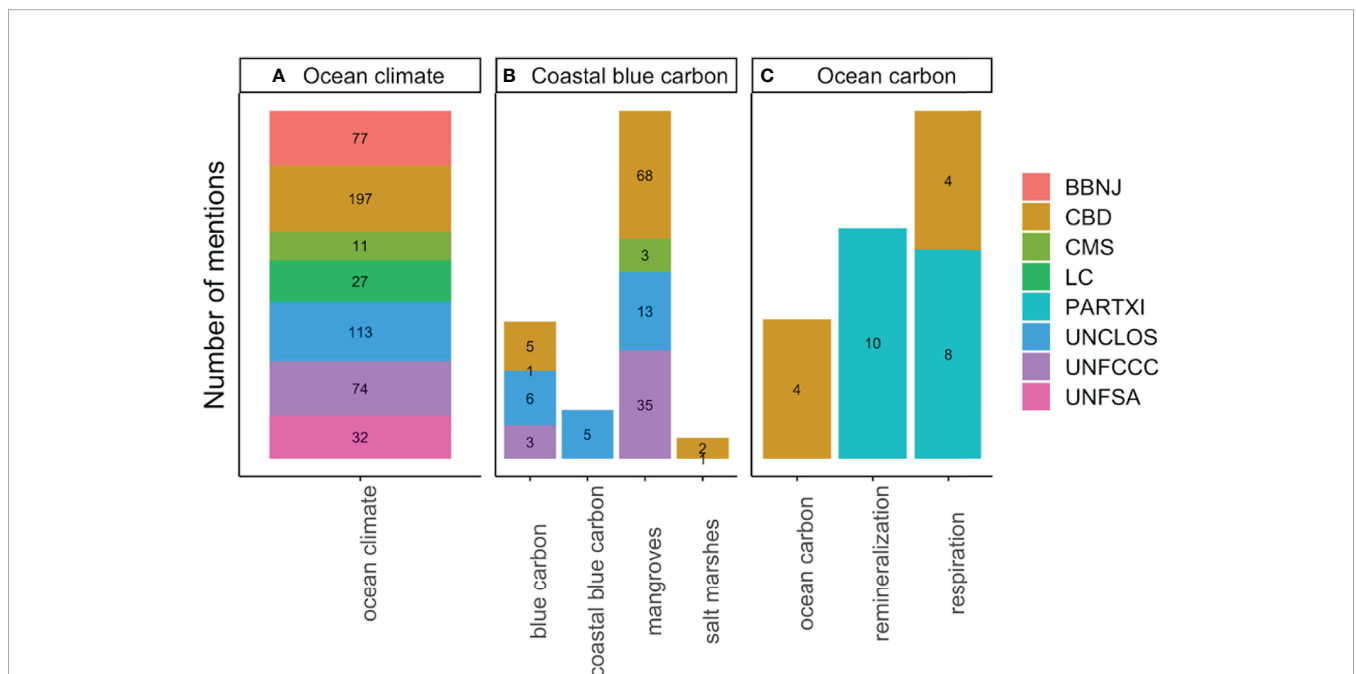 A Ocean climate
B Coastal blue carbon
C Ocean carbon
Number of mentions
77
197
11
27
113
74
32
5
1
6
3
5
68
3
13
35
2
1
4
10
4
8
ocean climate
blue carbon
coastal blue carbon
mangroves
salt marshes
ocean carbon
remineralization
respiration
BBNJ
CBD
CMS
LC
PARTXI
UNCLOS
UNFCCC
UNFSA